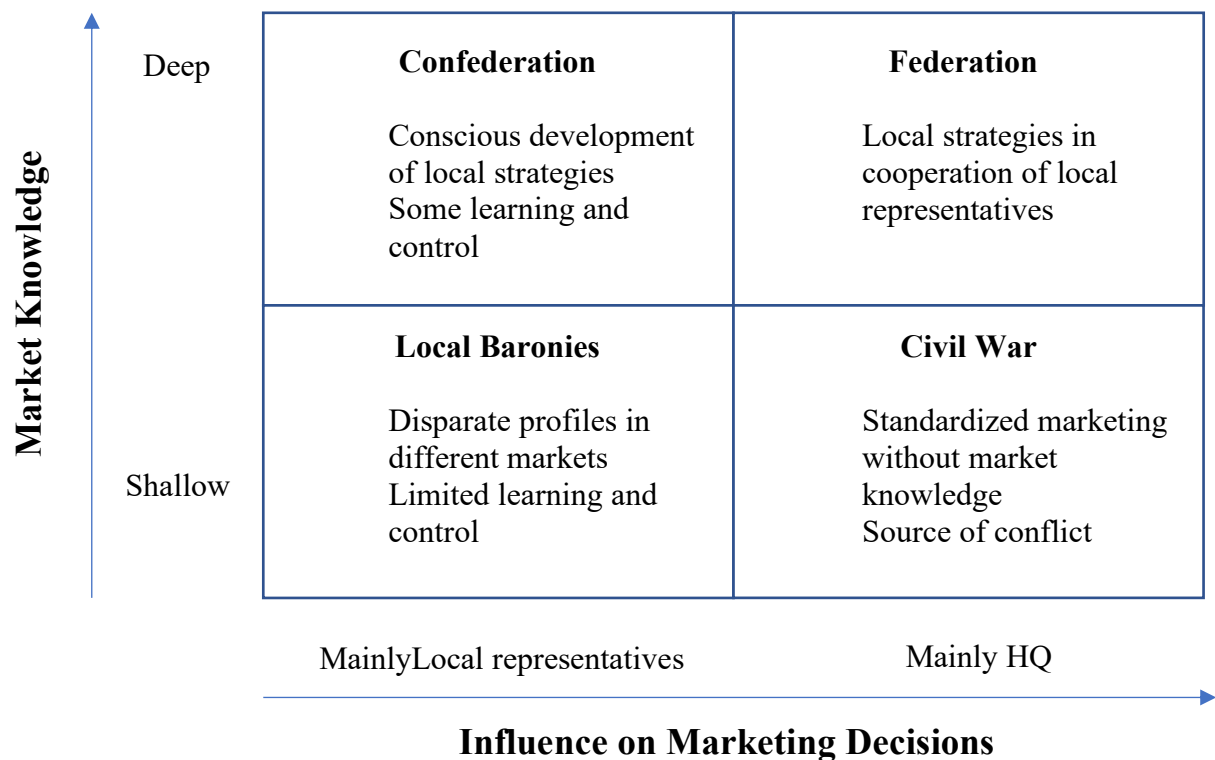 Market Knowledge
Deep
Shallow
Confederation
Conscious development
of local strategies
Some learning and
control
Federation
Local strategies in
cooperation of local
representatives
Local Baronies
Disparate profiles in
different markets
Limited learning and
control
Civil War
Standardized marketing
without market
knowledge
Source of conflict
MainlyLocal representatives
Mainly HQ
Influence on Marketing Decisions